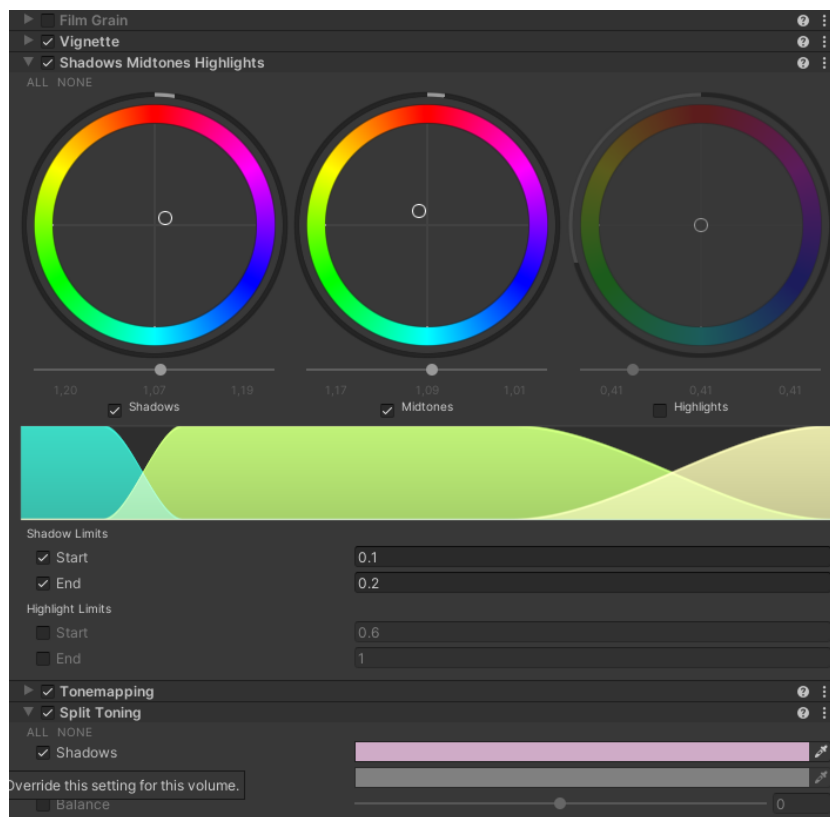 Film Grain
Vignette
Shadows Midtones Highlights
ALL NONE
1,20 1,07 1,19 1,17 1,09 1,01 0,41 0,41 0,41
Shadows Midtones Highlights
Shadow Limits
Start 0.1
End 0.2
Highlight Limits
Start 0.6
End 1
Tonemapping
Split Toning
ALL NONE
Shadows
Override this setting for this volume.
Balance 0